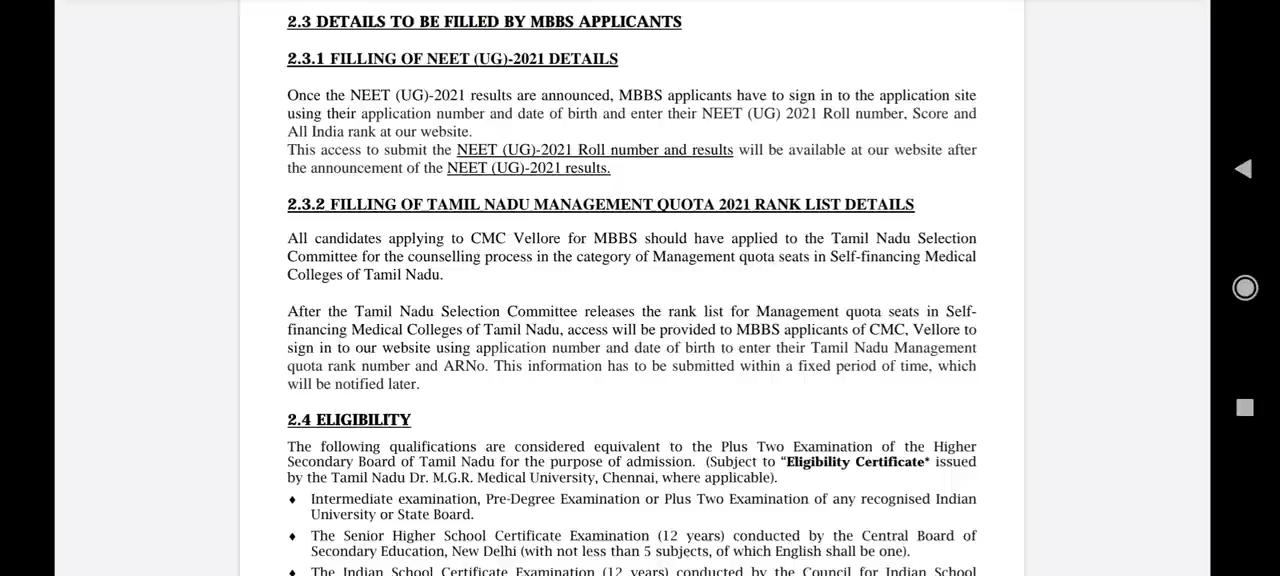 2.3 DETAILS TO BE FILLED BY MBBS APPLICANTS
2.3.1 FILLING OF NEET (UG)-2021 DETAILS
Once the NEET (UG)-2021 results are announced, MBBS applicants have to sign in to the application site
using their application number and date of birth and enter their NEET (UG) 2021 Roll number, Score and
All India rank at our website.
This access to submit the NEET (UG)-2021 Roll number and results will be available at our website after
the announcement of the NEET (UG)-2021 results.
2.3.2 FILLING OF TAMIL NADU MANAGEMENT QUOTA 2021 RANK LIST DETAILS
All candidates applying to CMC Vellore for MBBS should have applied to the Tamil Nadu Selection
Committee for the counselling process in the category of Management quota seats in Self-financing Medical
Colleges of Tamil Nadu.
After the Tamil Nadu Selection Committee releases the rank list for Management quota seats in Self-
financing Medical Colleges of Tamil Nadu, access will be provided to MBBS applicants of CMC, Vellore to
sign in to our website using application number and date of birth to enter their Tamil Nadu Management
quota rank number and ARNo. This information has to be submitted within a fixed period of time, which
will be notified later.
2.4 ELIGIBILITY
The following qualifications are considered equivalent to the Plus Two Examination of the Higher
Secondary Board of Tamil Nadu for the purpose of admission. (Subject to "Eligibility Certificate* issued
by the Tamil Nadu Dr. M.G.R. Medical University, Chennai, where applicable).
♦ Intermediate examination, Pre-Degree Examination or Plus Two Examination of any recognised Indian
University or State Board.
♦ The Senior Higher School Certificate Examination (12 years) conducted by the Central Board of
Secondary Education, New Delhi (with not less than 5 subjects, of which English shall be one).
♦ The Indian School Certificate Examination (12 years) conducted by the Council for Indian School